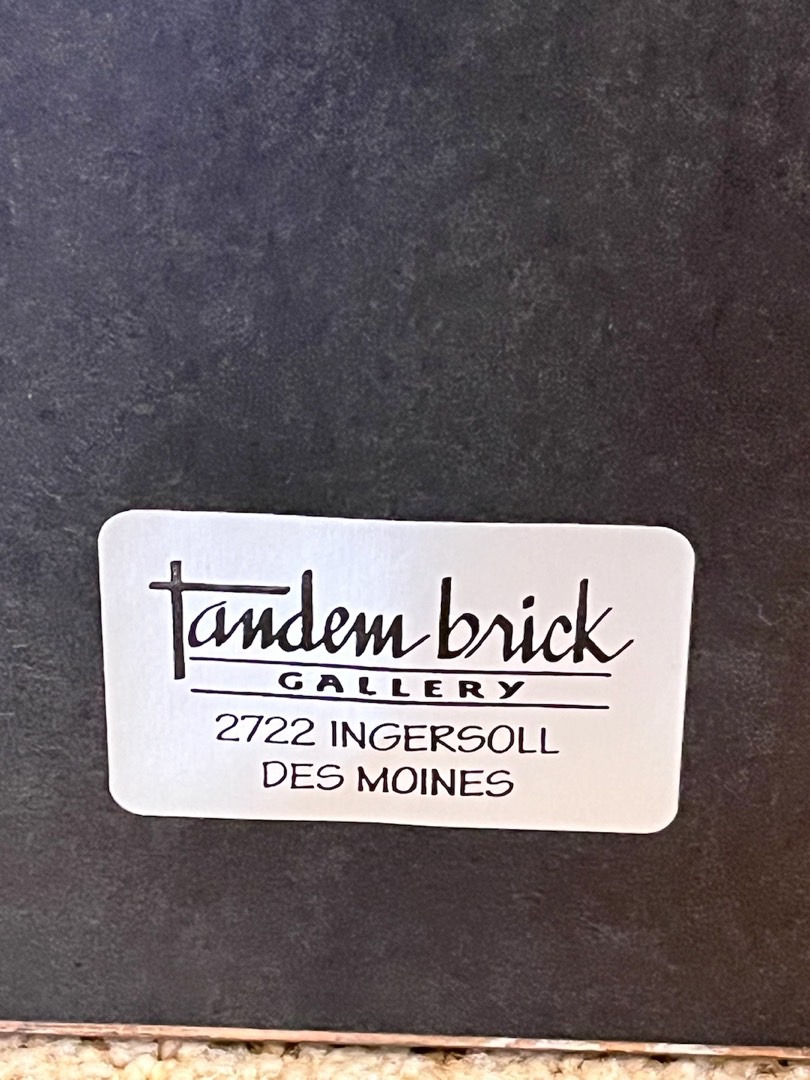 tandem brick
GALLERY
2722 INGERSOLL
DES MOINES